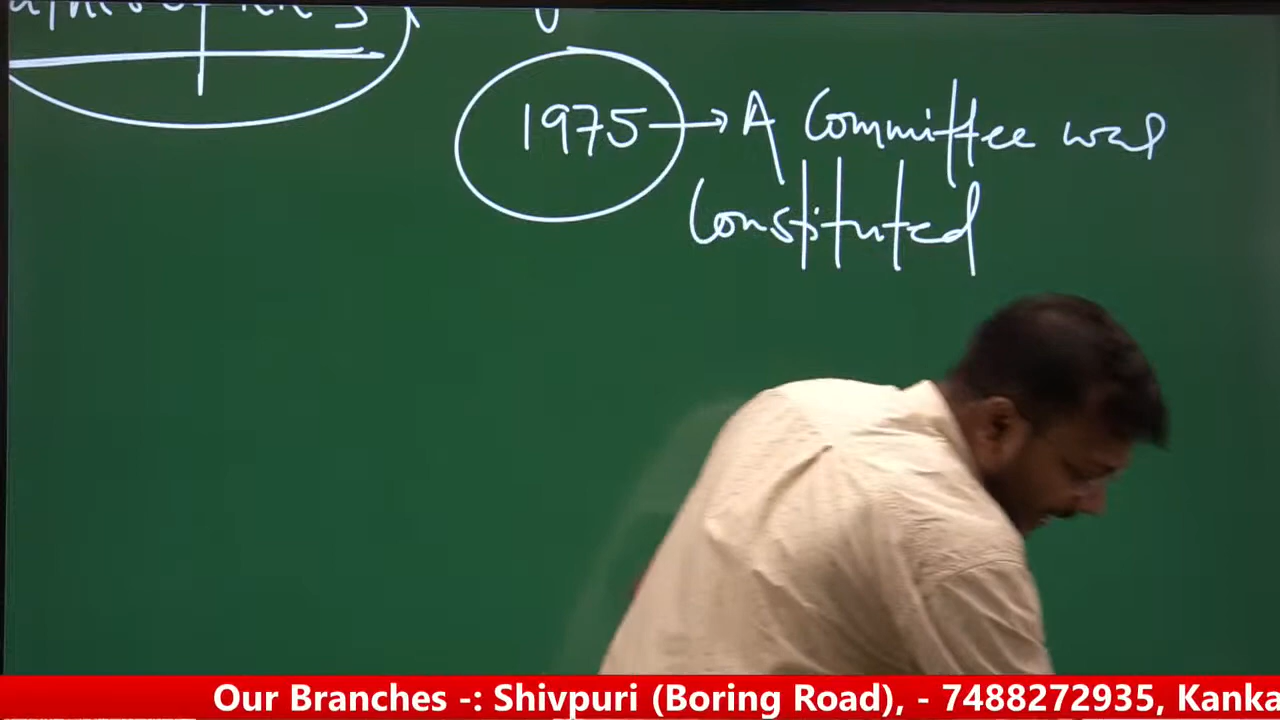 1975 → A Committee was
Constituted
Our Branches -: Shivpuri (Boring Road), - 7488272935, Kanka